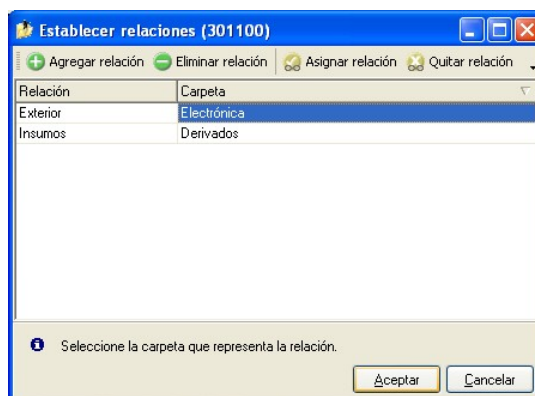 Establecer relaciones (301100)
Agregar relación Eliminar relación Asignar relación Quitar relación
Relación Carpeta
Exterior Electrónica
Insumos Derivados
Seleccione la carpeta que representa la relación.
Aceptar Cancelar